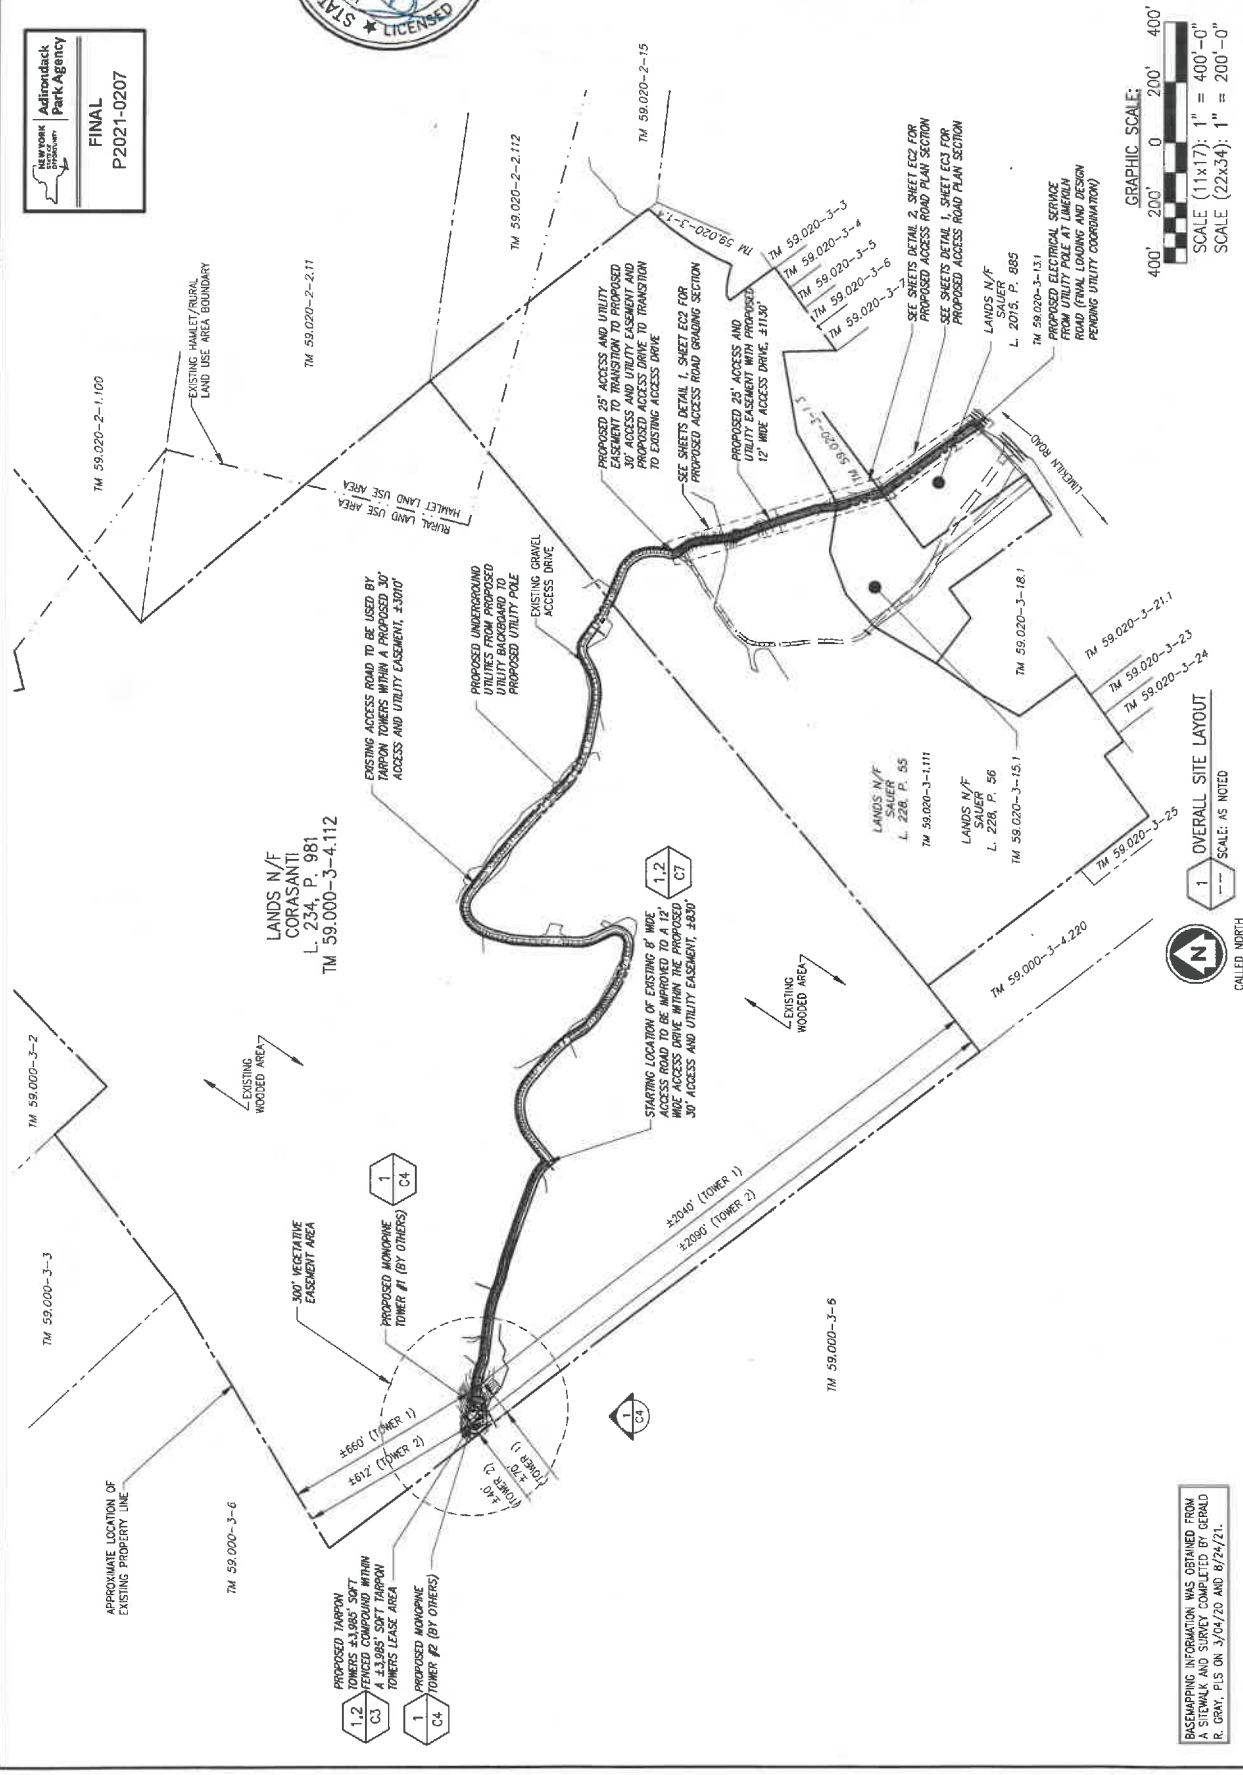 NEW YORK
STATE OF
OPPORTUNITY
Adirondack
Park Agency
FINAL
P2021-0207
STATE
LICENSED
TM 59.020-2-1.100
EXISTING HAMLET/RURAL
LAND USE AREA BOUNDARY
TM 59.020-2-2.11
TM 59.020-2-2.112
TM 59.020-2-15
RURAL LAND USE AREA
HAMLET LAND USE AREA
LANDS N/F
CORASANTI
L. 234, P. 981
TM 59.000-3-4.112
EXISTING ACCESS ROAD TO BE USED BY
TARPON TOWERS WITHIN A PROPOSED 30'
ACCESS AND UTILITY EASEMENT, ±3010'
PROPOSED UNDERGROUND
UTILITIES FROM PROPOSED
UTILITY BACKBOARD TO
PROPOSED UTILITY POLE
EXISTING GRAVEL
ACCESS DRIVE
PROPOSED 25' ACCESS AND UTILITY
EASEMENT TO TRANSITION TO PROPOSED
30' ACCESS AND UTILITY EASEMENT AND
PROPOSED ACCESS DRIVE TO TRANSITION
TO EXISTING ACCESS DRIVE
SEE SHEETS DETAIL 1, SHEET EC2 FOR
PROPOSED ACCESS ROAD GRADING SECTION
PROPOSED 25' ACCESS AND
UTILITY EASEMENT WITH PROPOSED
12' WIDE ACCESS DRIVE, ±1130'
TM 59.020-3-1.4
TM 59.020-3-3
TM 59.020-3-4
TM 59.020-3-5
TM 59.020-3-6
TM 59.020-3-7
TM 59.020-3-1.3
SEE SHEETS DETAIL 2, SHEET EC2 FOR
PROPOSED ACCESS ROAD PLAN SECTION
SEE SHEETS DETAIL 1, SHEET EC3 FOR
PROPOSED ACCESS ROAD PLAN SECTION
LANDS N/F
SAUER
L. 2015, P. 885
TM 59.020-3-13.1
PROPOSED ELECTRICAL SERVICE
FROM UTILITY POLE AT LIMEKILN
ROAD (FINAL LOADING AND DESIGN
PENDING UTILITY COORDINATION)
LIMEKILN ROAD
GRAPHIC SCALE:
400' 200' 0 200' 400'
SCALE (11x17): 1" = 400'-0"
SCALE (22x34): 1" = 200'-0"
TM 59.020-3-18.1
TM 59.020-3-21.1
TM 59.020-3-23
TM 59.020-3-24
LANDS N/F
SAUER
L. 228, P. 55
TM 59.020-3-1.111
LANDS N/F
SAUER
L. 228, P. 56
TM 59.020-3-15.1
TM 59.020-3-25
TM 59.000-3-4.220
1
---
OVERALL SITE LAYOUT
SCALE: AS NOTED
N
CALLED NORTH
1,2
C7
STARTING LOCATION OF EXISTING 8' WIDE
ACCESS ROAD TO BE IMPROVED TO A 12'
WIDE ACCESS DRIVE WITHIN THE PROPOSED
30' ACCESS AND UTILITY EASEMENT, ±830'
EXISTING
WOODED AREA
EXISTING
WOODED AREA
TM 59.000-3-2
TM 59.000-3-3
300' VEGETATIVE
EASEMENT AREA
PROPOSED MONOPINE
TOWER #1 (BY OTHERS)
1
C4
±2040' (TOWER 1)
±2090' (TOWER 2)
±660' (TOWER 1)
±612' (TOWER 2)
±40'
(TOWER 2)
±70'
(TOWER 1)
1
C4
TM 59.000-3-6
APPROXIMATE LOCATION OF
EXISTING PROPERTY LINE
TM 59.000-3-6
PROPOSED TARPON
TOWERS ±3,985' SQFT
FENCED COMPOUND WITHIN
A ±3,985' SQFT TARPON
TOWERS LEASE AREA
1,2
C3
PROPOSED MONOPINE
TOWER #2 (BY OTHERS)
1
C4
BASEMAPPING INFORMATION WAS OBTAINED FROM
A SITEWALK AND SURVEY COMPLETED BY GERALD
R. GRAY, PLS ON 3/04/20 AND 8/24/21.